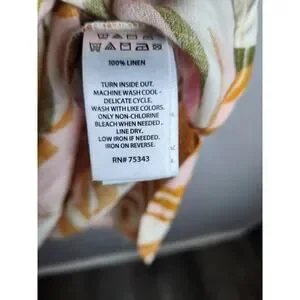 100% LINEN
TURN INSIDE OUT.
MACHINE WASH COOL -
DELICATE CYCLE.
WASH WITH LIKE COLORS.
ONLY NON-CHLORINE
BLEACH WHEN NEEDED.
LINE DRY.
LOW IRON IF NEEDED.
IRON ON REVERSE.
RN# 75343